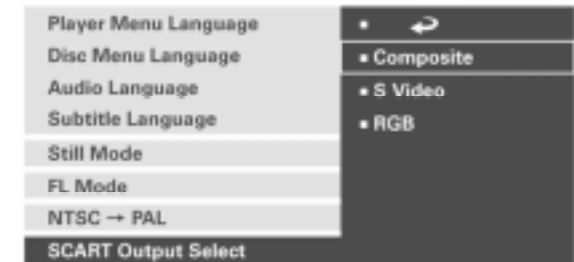 Player Menu Language
Disc Menu Language
Audio Language
Subtitle Language
Still Mode
FL Mode
NTSC → PAL
SCART Output Select
▪ Composite
▪ S Video
▪ RGB